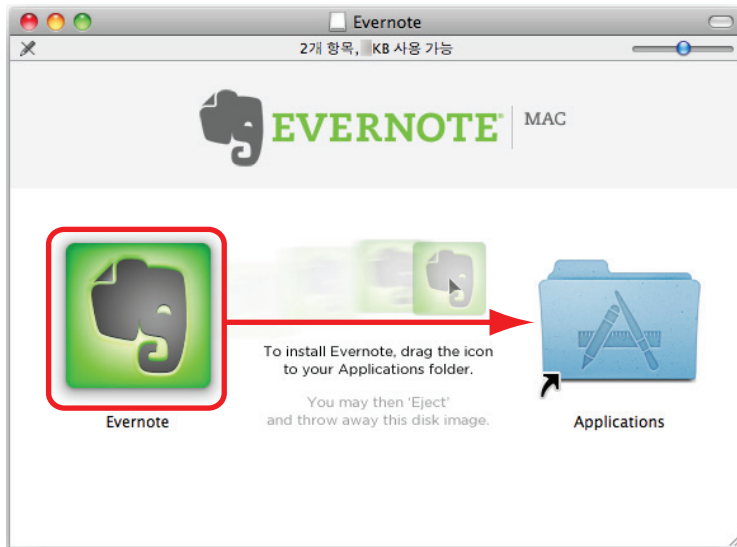 Evernote
2개 항목, KB 사용 가능
EVERNOTE® MAC
To install Evernote, drag the icon
to your Applications folder.
You may then 'Eject'
and throw away this disk image.
Evernote
Applications